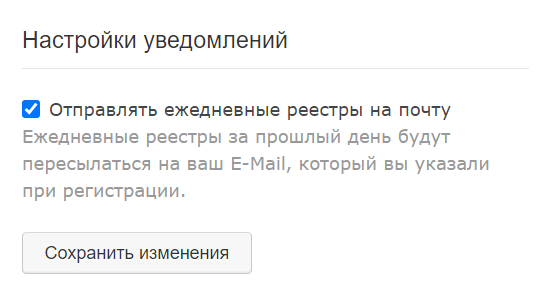 Настройки уведомлений
Отправлять ежедневные реестры на почту
Ежедневные реестры за прошлый день будут
пересылаться на ваш E-Mail, который вы указали
при регистрации.
Сохранить изменения